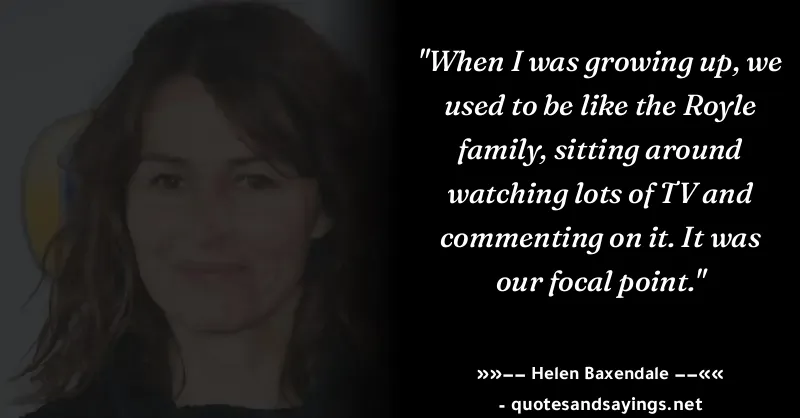 "When I was growing up, we
used to be like the Royle
family, sitting around
watching lots of TV and
commenting on it. It was
our focal point."
»»–– Helen Baxendale ––««
- quotesandsayings.net